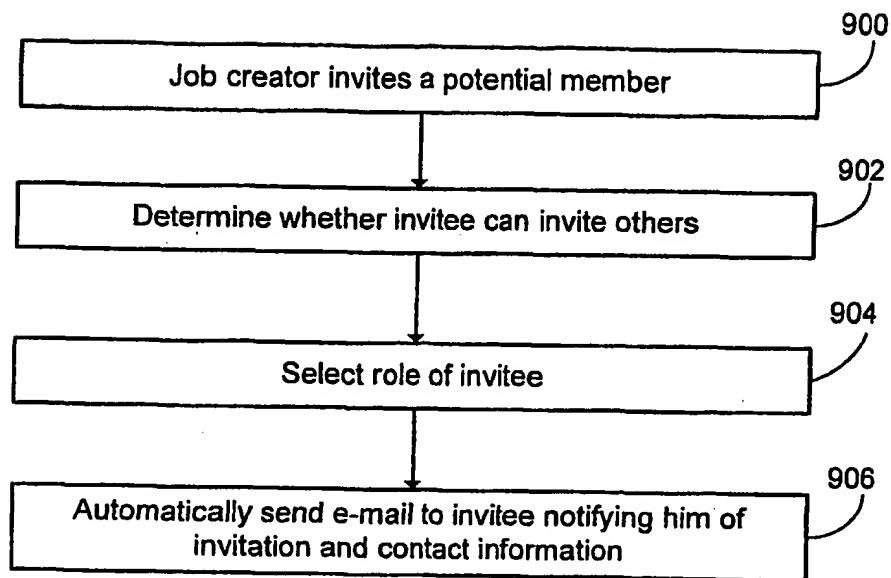 900
Job creator invites a potential member
902
Determine whether invitee can invite others
904
Select role of invitee
906
Automatically send e-mail to invitee notifying him of
invitation and contact information